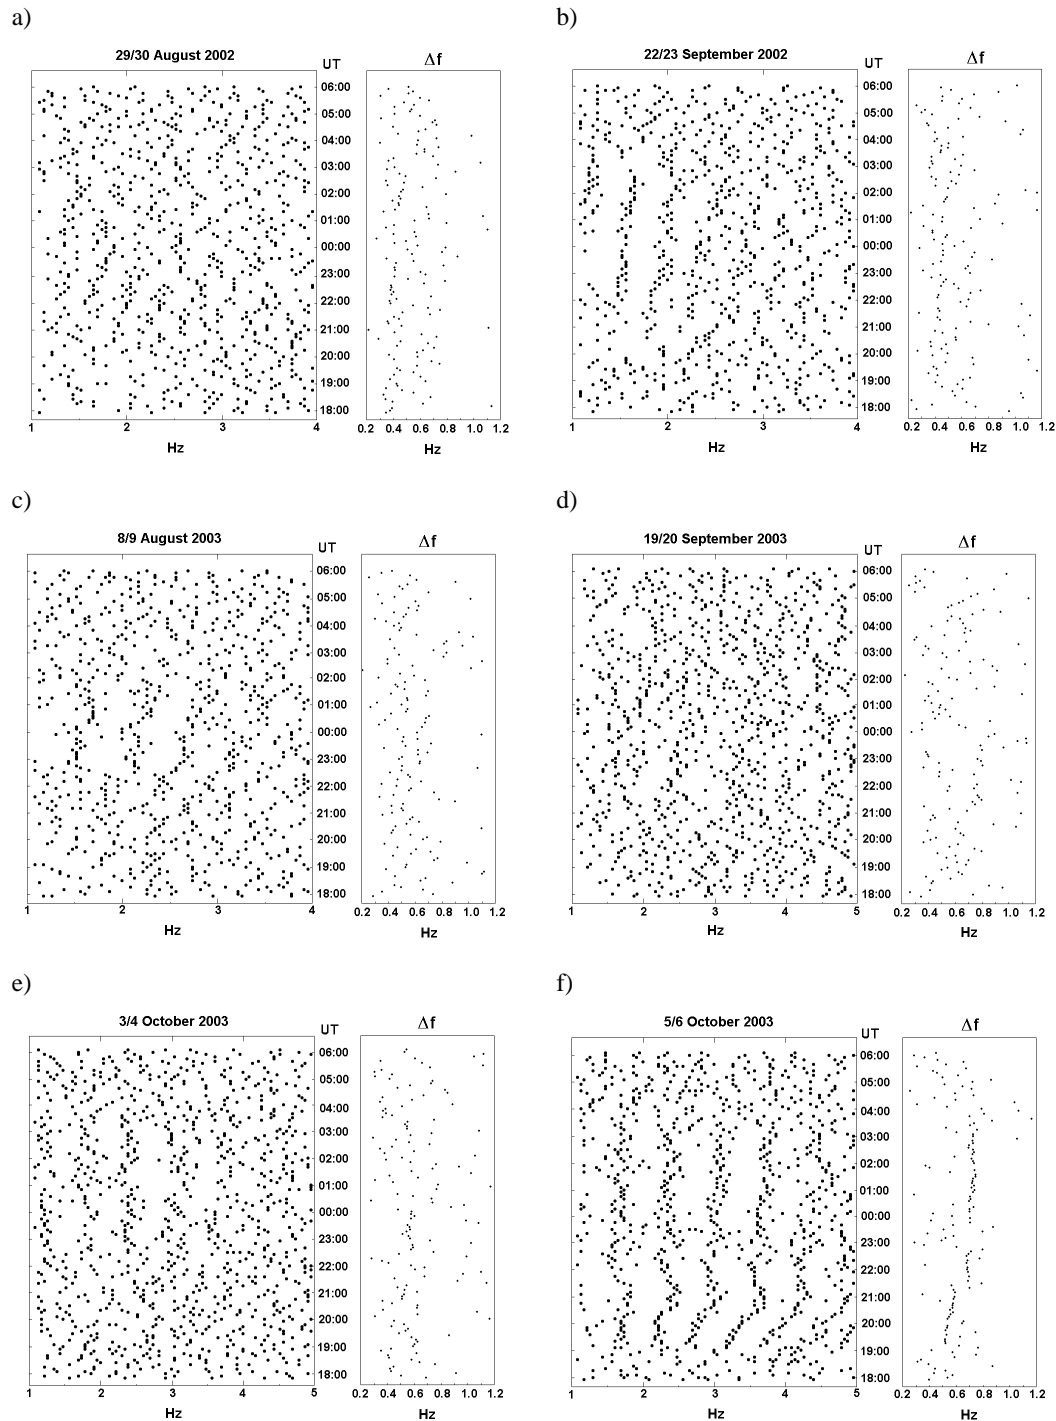 a)
29/30 August 2002
UT
Δf
06:00
05:00
04:00
03:00
02:00
01:00
00:00
23:00
22:00
21:00
20:00
19:00
18:00
1 2 3 4
Hz
0.2 0.4 0.6 0.8 1.0 1.2
Hz
b)
22/23 September 2002
UT
Δf
06:00
05:00
04:00
03:00
02:00
01:00
00:00
23:00
22:00
21:00
20:00
19:00
18:00
1 2 3 4
Hz
0.2 0.4 0.6 0.8 1.0 1.2
Hz
c)
8/9 August 2003
UT
Δf
06:00
05:00
04:00
03:00
02:00
01:00
00:00
23:00
22:00
21:00
20:00
19:00
18:00
1 2 3 4
Hz
0.2 0.4 0.6 0.8 1.0 1.2
Hz
d)
19/20 September 2003
UT
Δf
06:00
05:00
04:00
03:00
02:00
01:00
00:00
23:00
22:00
21:00
20:00
19:00
18:00
1 2 3 4 5
Hz
0.2 0.4 0.6 0.8 1.0 1.2
Hz
e)
3/4 October 2003
UT
Δf
06:00
05:00
04:00
03:00
02:00
01:00
00:00
23:00
22:00
21:00
20:00
19:00
18:00
1 2 3 4 5
Hz
0.2 0.4 0.6 0.8 1.0 1.2
Hz
f)
5/6 October 2003
UT
Δf
06:00
05:00
04:00
03:00
02:00
01:00
00:00
23:00
22:00
21:00
20:00
19:00
18:00
1 2 3 4 5
Hz
0.2 0.4 0.6 0.8 1.0 1.2
Hz